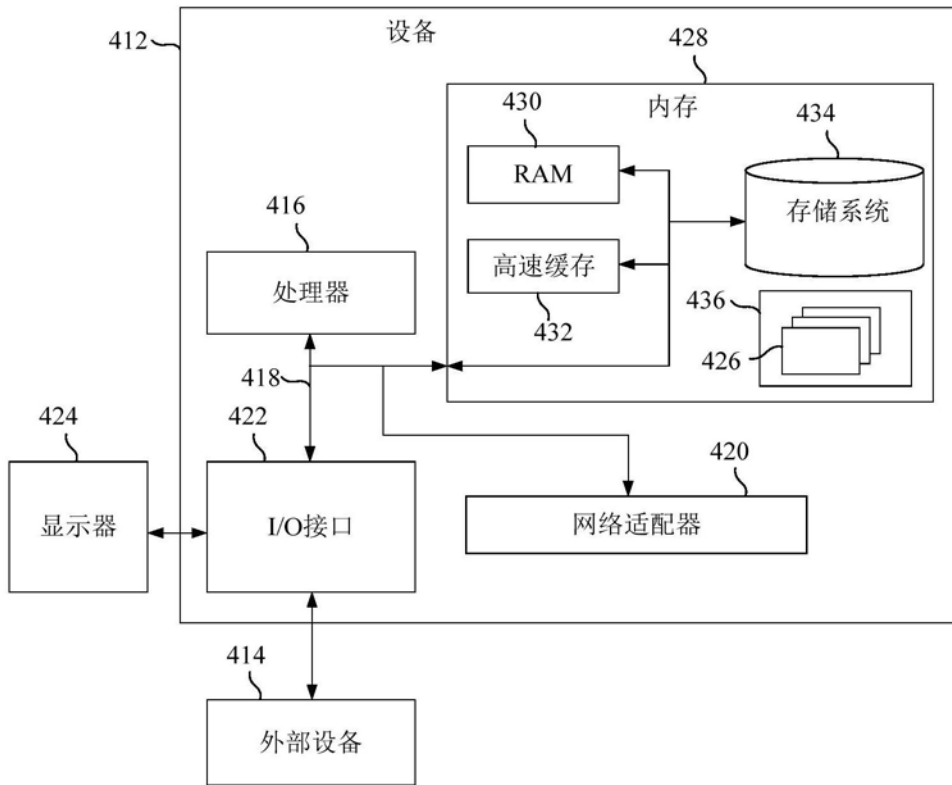 412
设备
428
内存
430
RAM
434
存储系统
416
处理器
高速缓存
432
436
426
418
424
显示器
422
I/O接口
420
网络适配器
414
外部设备